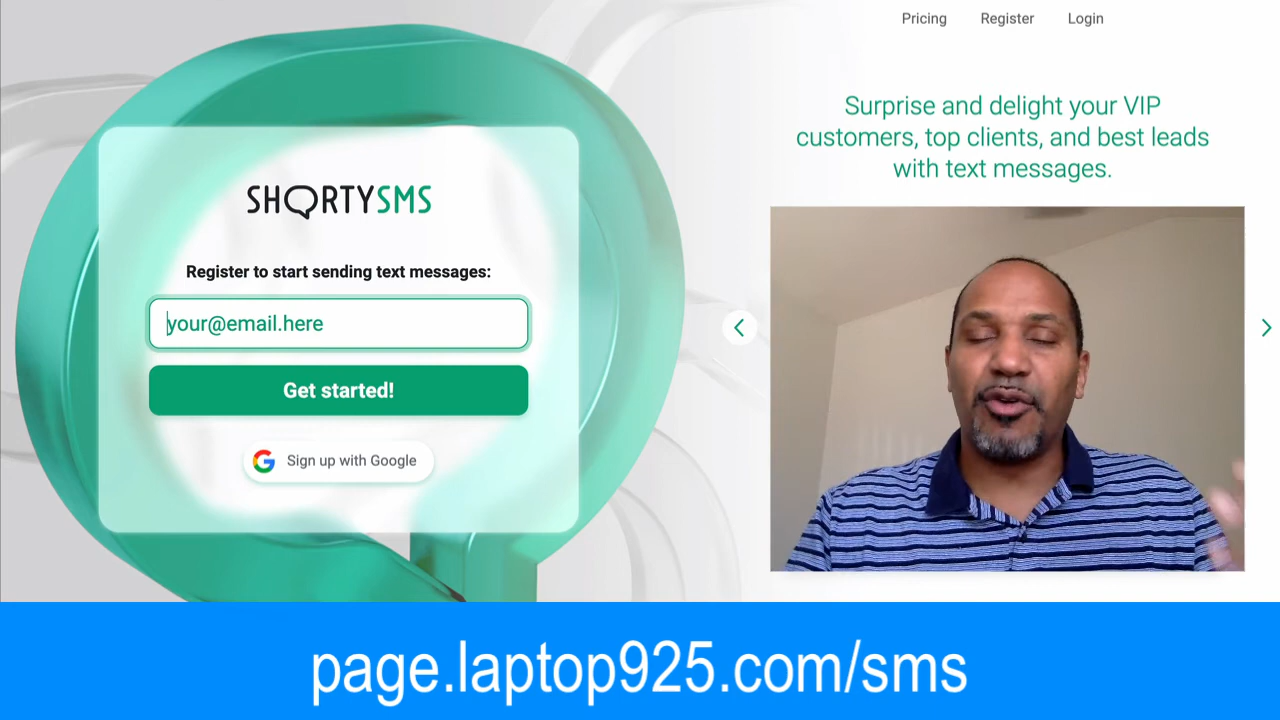 Pricing Register Login
SHORTYSMS
Register to start sending text messages:
your@email.here
Get started!
Sign up with Google
Surprise and delight your VIP
customers, top clients, and best leads
with text messages.
page.laptop925.com/sms